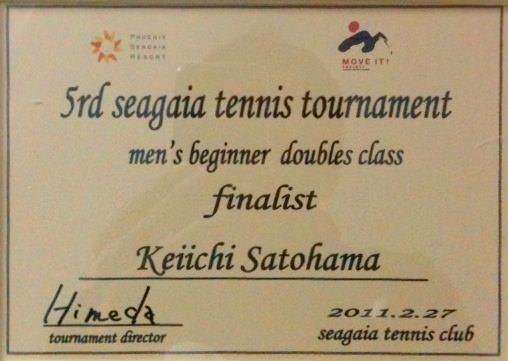 PHOENIX
SEAGAIA
RESORT
MOVE IT!
5rd seagaia tennis tournament
men's beginner doubles class
finalist
Keiichi Satohama
Himeda
tournament director
2011.2.27
seagaia tennis club